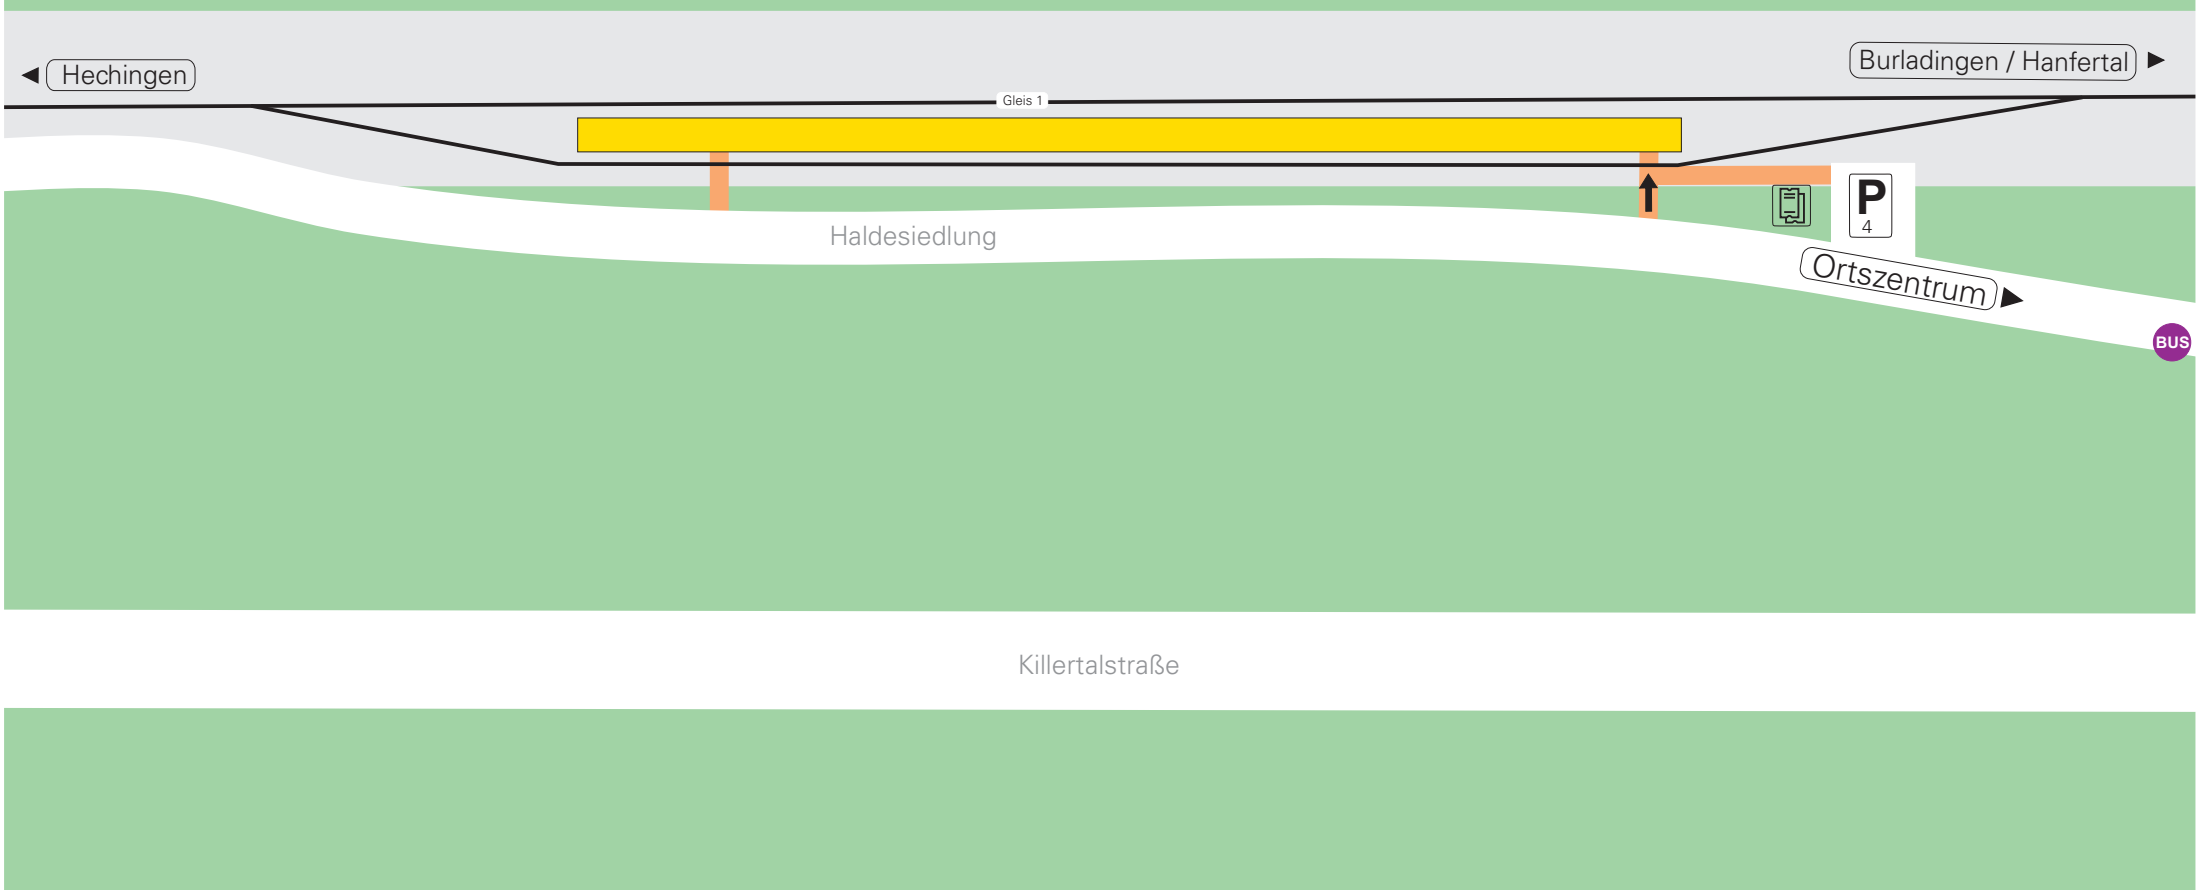 Hechingen
Burladingen / Hanfertal
Gleis 1
P
4
Haldesiedlung
Ortszentrum
BUS
Killertalstraße